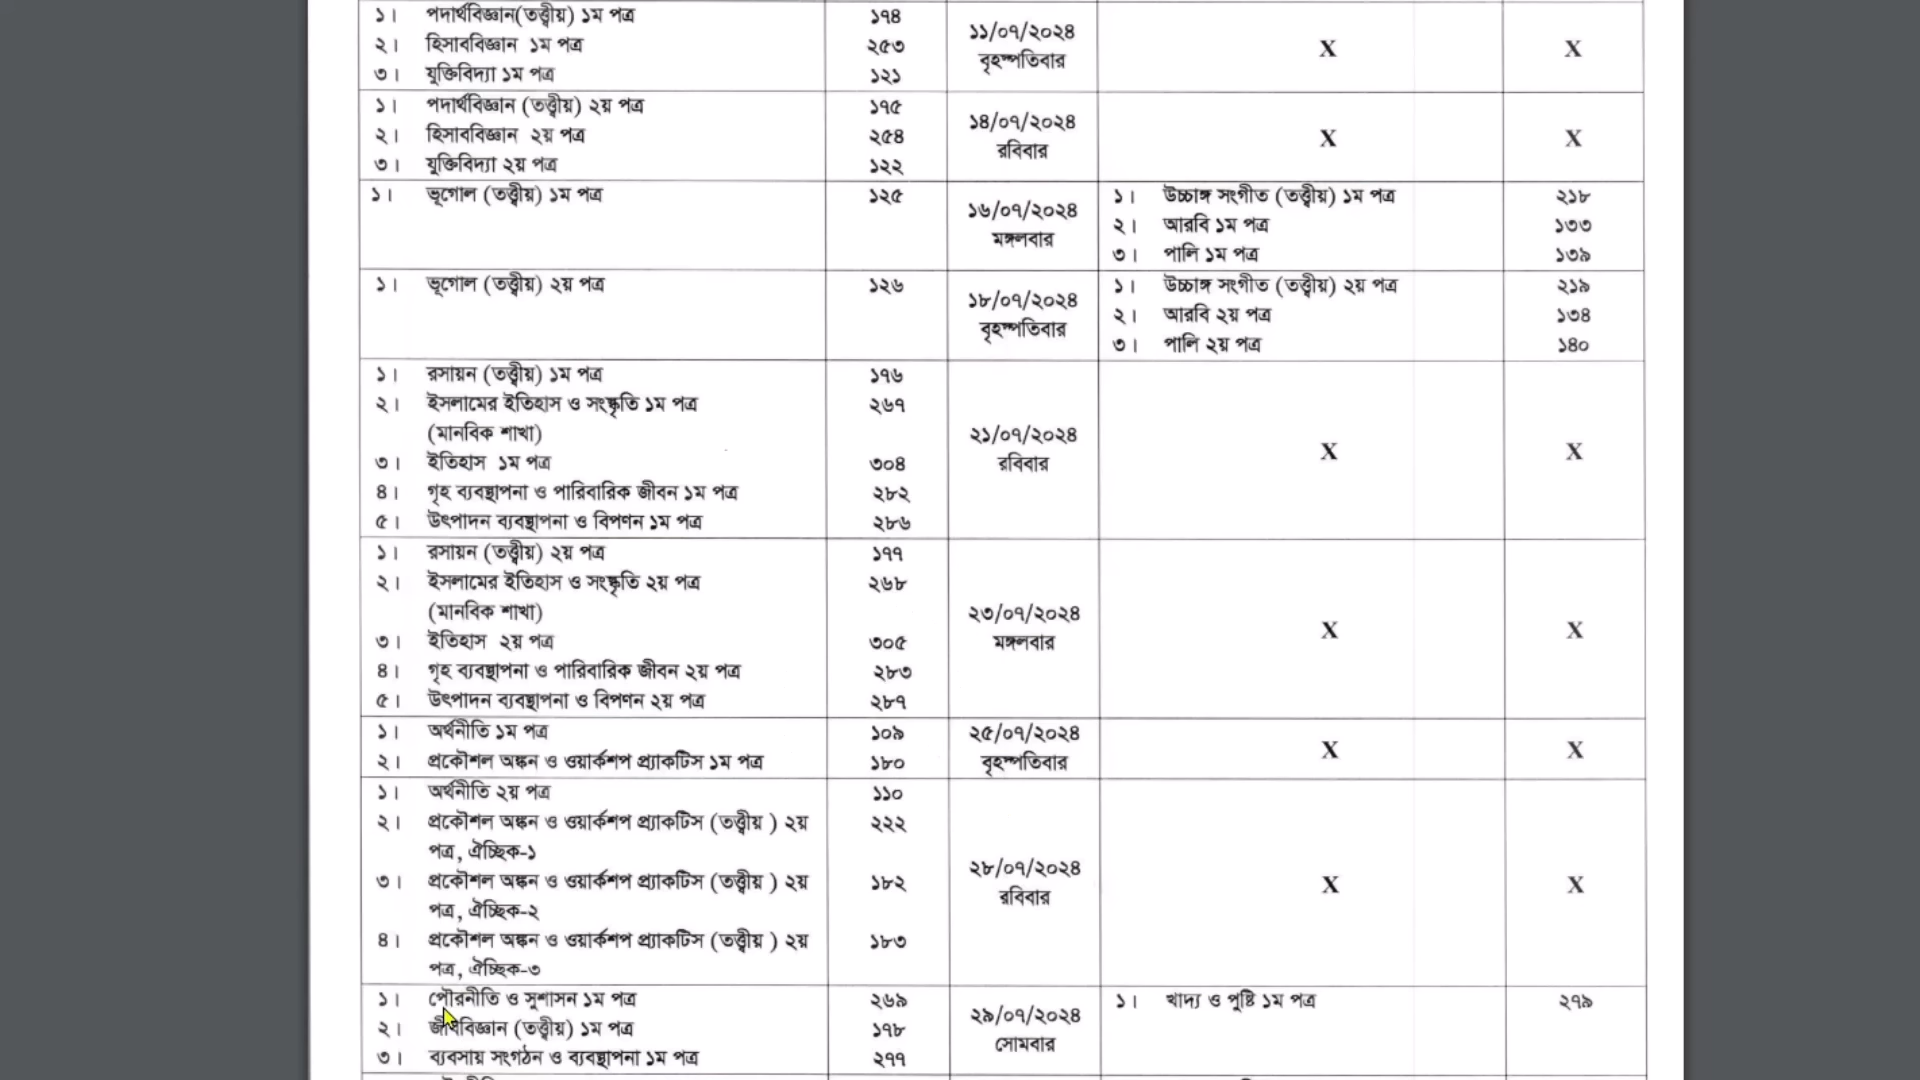 ১। পদার্থবিজ্ঞান(তত্ত্বীয়) ১ম পত্র ১৭৪
২। হিসাববিজ্ঞান ১ম পত্র ২৫৩
৩। যুক্তিবিদ্যা ১ম পত্র ১২১
১১/০৭/২০২৪
বৃহস্পতিবার
X X
১। পদার্থবিজ্ঞান (তত্ত্বীয়) ২য় পত্র ১৭৫
২। হিসাববিজ্ঞান ২য় পত্র ২৫৪
৩। যুক্তিবিদ্যা ২য় পত্র ১২২
১৪/০৭/২০২৪
রবিবার
X X
১। ভূগোল (তত্ত্বীয়) ১ম পত্র ১২৫
১৬/০৭/২০২৪
মঙ্গলবার
১। উচ্চাঙ্গ সংগীত (তত্ত্বীয়) ১ম পত্র ২১৮
২। আরবি ১ম পত্র ১৩৩
৩। পালি ১ম পত্র ১৩৯
১। ভূগোল (তত্ত্বীয়) ২য় পত্র ১২৬
১৮/০৭/২০২৪
বৃহস্পতিবার
১। উচ্চাঙ্গ সংগীত (তত্ত্বীয়) ২য় পত্র ২১৯
২। আরবি ২য় পত্র ১৩৪
৩। পালি ২য় পত্র ১৪০
১। রসায়ন (তত্ত্বীয়) ১ম পত্র ১৭৬
২। ইসলামের ইতিহাস ও সংস্কৃতি ১ম পত্র ২৬৭
(মানবিক শাখা)
৩। ইতিহাস ১ম পত্র ৩০৪
৪। গৃহ ব্যবস্থাপনা ও পারিবারিক জীবন ১ম পত্র ২৮২
৫। উৎপাদন ব্যবস্থাপনা ও বিপণন ১ম পত্র ২৮৬
২১/০৭/২০২৪
রবিবার
X X
১। রসায়ন (তত্ত্বীয়) ২য় পত্র ১৭৭
২। ইসলামের ইতিহাস ও সংস্কৃতি ২য় পত্র ২৬৮
(মানবিক শাখা)
৩। ইতিহাস ২য় পত্র ৩০৫
৪। গৃহ ব্যবস্থাপনা ও পারিবারিক জীবন ২য় পত্র ২৮৩
৫। উৎপাদন ব্যবস্থাপনা ও বিপণন ২য় পত্র ২৮৭
২৩/০৭/২০২৪
মঙ্গলবার
X X
১। অর্থনীতি ১ম পত্র ১০৯
২। প্রকৌশল অঙ্কন ও ওয়ার্কশপ প্র্যাকটিস ১ম পত্র ১৮০
২৫/০৭/২০২৪
বৃহস্পতিবার
X X
১। অর্থনীতি ২য় পত্র ১১০
২। প্রকৌশল অঙ্কন ও ওয়ার্কশপ প্র্যাকটিস (তত্ত্বীয় ) ২য় ২২২
পত্র, ঐচ্ছিক-১
৩। প্রকৌশল অঙ্কন ও ওয়ার্কশপ প্র্যাকটিস (তত্ত্বীয় ) ২য় ১৮২
পত্র, ঐচ্ছিক-২
৪। প্রকৌশল অঙ্কন ও ওয়ার্কশপ প্র্যাকটিস (তত্ত্বীয় ) ২য় ১৮৩
পত্র, ঐচ্ছিক-৩
২৮/০৭/২০২৪
রবিবার
X X
১। পৌরনীতি ও সুশাসন ১ম পত্র ২৬৯
২। জীববিজ্ঞান (তত্ত্বীয়) ১ম পত্র ১৭৮
৩। ব্যবসায় সংগঠন ও ব্যবস্থাপনা ১ম পত্র ২৭৭
২৯/০৭/২০২৪
সোমবার
১। খাদ্য ও পুষ্টি ১ম পত্র ২৭৯